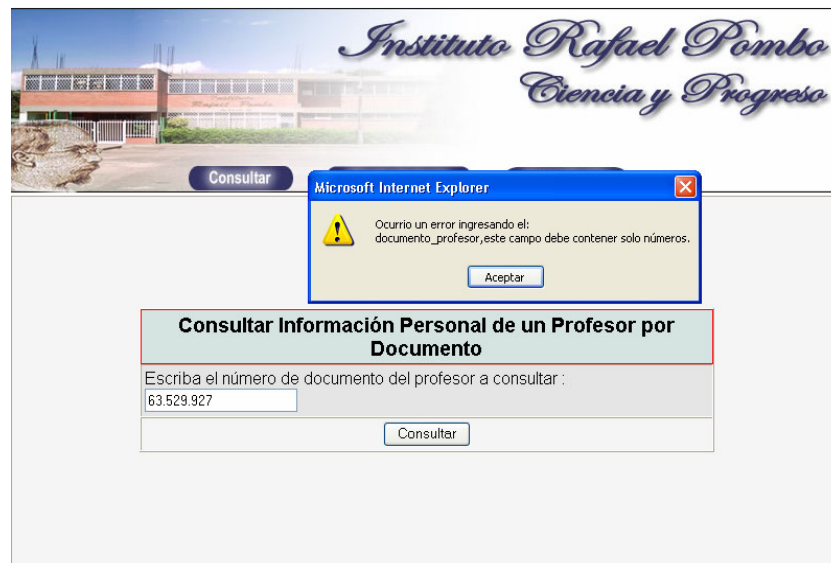 Instituto Rafael Pombo
Ciencia y Progreso
Consultar
Microsoft Internet Explorer
Ocurrio un error ingresando el:
documento_profesor,este campo debe contener solo números.
Aceptar
Consultar Información Personal de un Profesor por
Documento
Escriba el número de documento del profesor a consultar :
63.529.927
Consultar